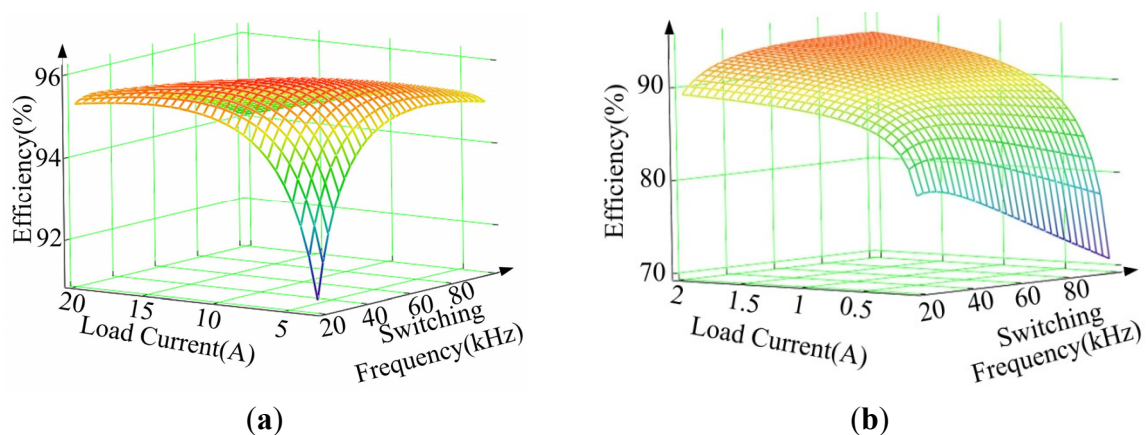 96
94
92
Efficiency(%)
20
15
10
5
Load Current(A)
20
40
60
80
Switching
Frequency(kHz)
(a)
90
80
70
Efficiency(%)
2
1.5
1
0.5
Load Current(A)
20
40
60
80
Switching
Frequency(kHz)
(b)